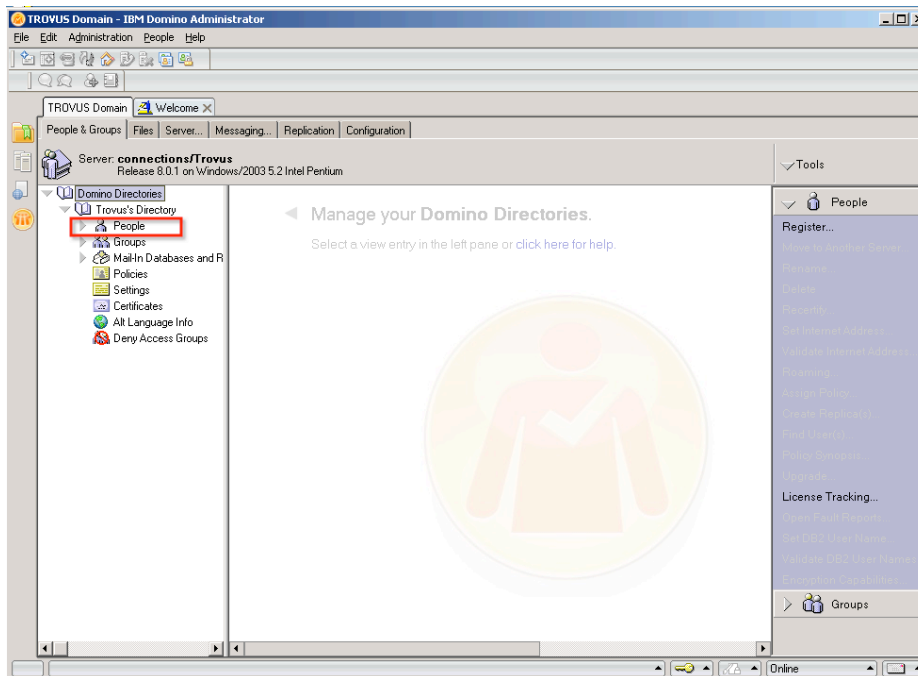 TROVUS Domain - IBM Domino Administrator
File Edit Administration People Help
TROVUS Domain Welcome
People & Groups Files Server... Messaging... Replication Configuration
Server: connections/Trovus
Release 8.0.1 on Windows/2003 5.2 Intel Pentium
Tools
Domino Directories
Trovus's Directory
People
Groups
Mail-In Databases and R
Policies
Settings
Certificates
Alt Language Info
Deny Access Groups
Manage your Domino Directories.
Select a view entry in the left pane or click here for help.
People
Register...
Move to Another Server...
Rename...
Delete...
Recertify...
Set Internet Address...
Validate Internet Address...
Roaming...
Assign Policy...
Create Replica(s)...
Find User(s)...
Policy Synopsis...
Upgrade...
License Tracking...
Open Fault Reports...
Set DB2 User Name...
Validate DB2 User Names
Encryption Capabilities...
Groups
Online